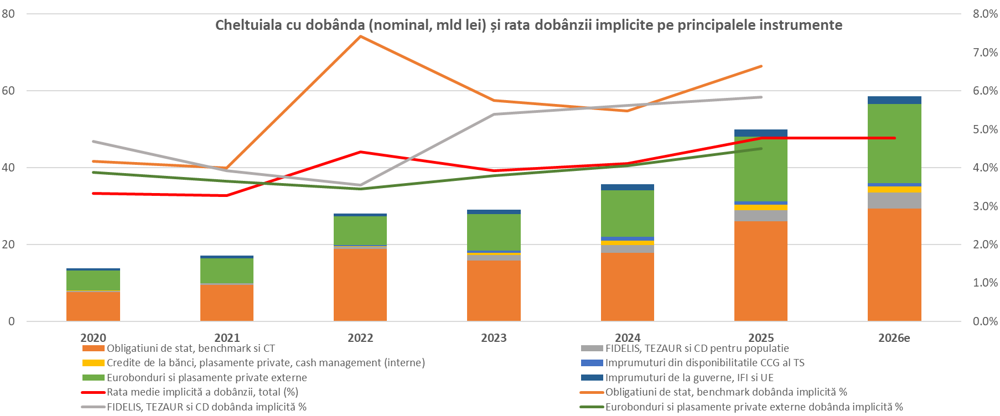 Cheltuiala cu dobânda (nominal, mld lei) și rata dobânzii implicite pe principalele instrumente
80 8.0%
7.0%
60 6.0%
5.0%
40 4.0%
3.0%
20 2.0%
1.0%
0 0.0%
2020 2021 2022 2023 2024 2025 2026e
Obligatiuni de stat, benchmark si CT FIDELIS, TEZAUR si CD pentru populatie
Credite de la bănci, plasamente private, cash management (interne) Imprumuturi din disponibilitatile CCG al TS
Eurobonduri si plasamente private externe Imprumuturi de la guverne, IFI si UE
Rata medie implicită a dobânzii, total (%) Obligatiuni de stat, benchmark dobânda implicită %
FIDELIS, TEZAUR si CD dobânda implicită % Eurobonduri si plasamente private externe dobânda implicită %